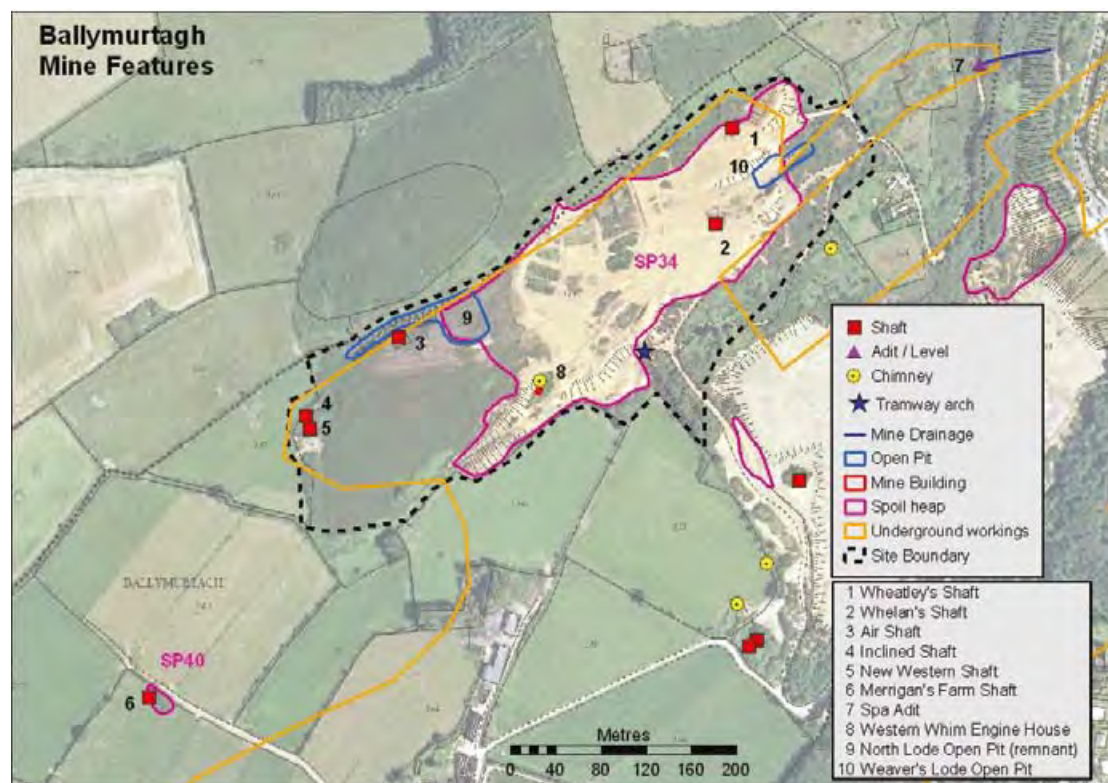 Ballymurtagh
Mine Features
7
1
10
2
SP34
9
3
8
4
5
BALLYMURTAGH
SP40
6
Shaft
Adit / Level
Chimney
Tramway arch
Mine Drainage
Open Pit
Mine Building
Spoil heap
Underground workings
Site Boundary
1 Wheatley's Shaft
2 Whelan's Shaft
3 Air Shaft
4 Inclined Shaft
5 New Western Shaft
6 Merrigan's Farm Shaft
7 Spa Adit
8 Western Whim Engine House
9 North Lode Open Pit (remnant)
10 Weaver's Lode Open Pit
Metres
0 40 80 120 160 200